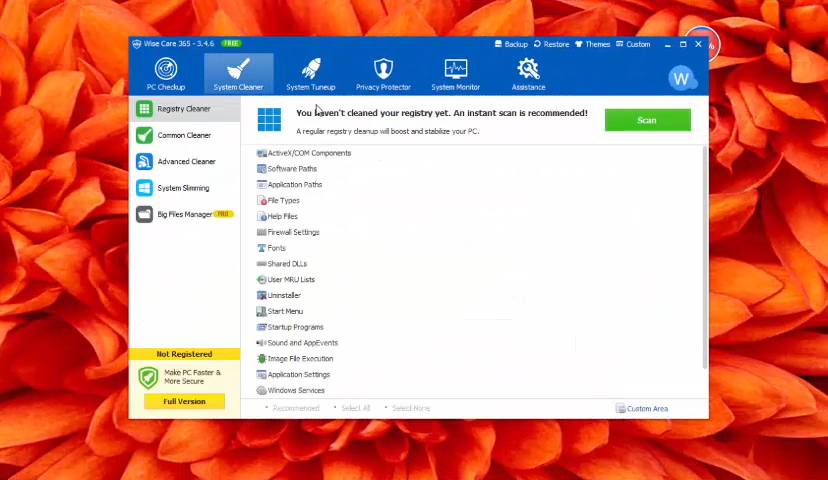 Wise Care 365 - 3.4.6 FREE
Backup Restore Themes Custom
%
PC Checkup System Cleaner System Tuneup Privacy Protector System Monitor Assistance
W
Registry Cleaner
Common Cleaner
Advanced Cleaner
System Slimming
Big Files Manager PRO
You haven't cleaned your registry yet. An instant scan is recommended!
A regular registry cleanup will boost and stabilize your PC.
Scan
ActiveX/COM Components
Software Paths
Application Paths
File Types
Help Files
Firewall Settings
Fonts
Shared DLLs
User MRU Lists
Uninstaller
Start Menu
Startup Programs
Sound and AppEvents
Image File Execution
Application Settings
Windows Services
Not Registered
Make PC Faster &
More Secure
Full Version
Recommended Select All Select None
Custom Area